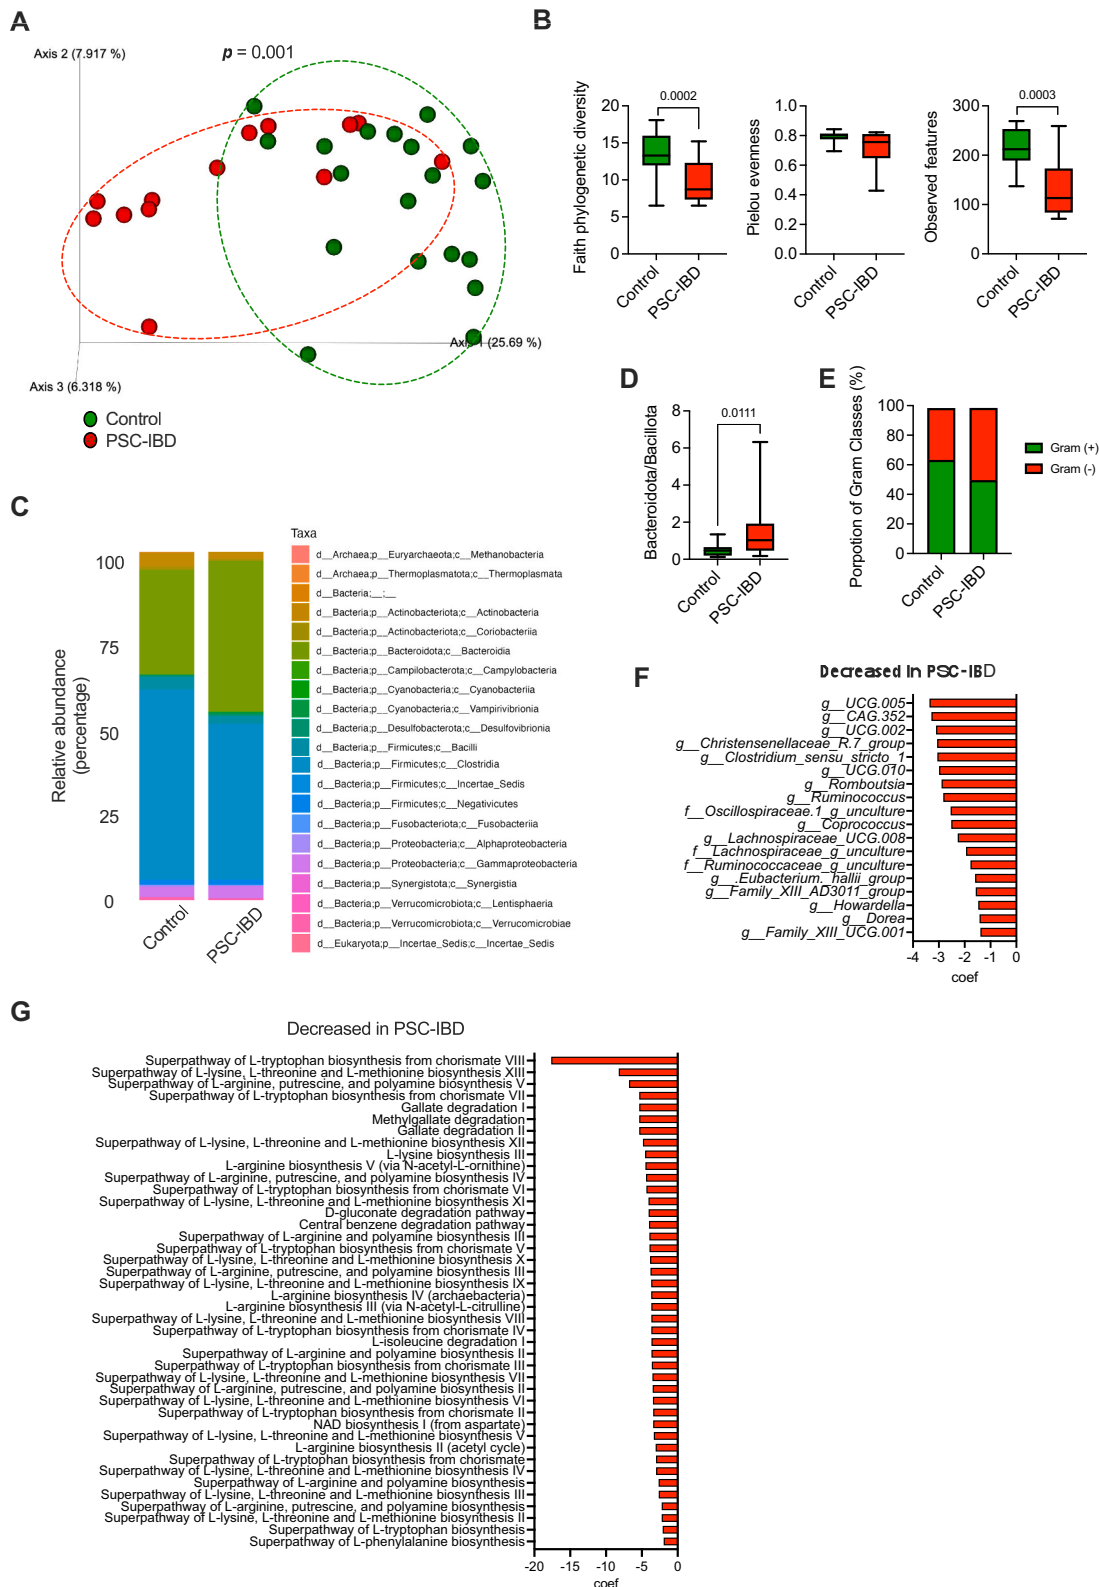 A
Axis 2 (7.917 %)
p = 0.001
Axis 1 (25.69 %)
Axis 3 (6.318 %)
Control
PSC-IBD
B
0.0002
Faith phylogenetic diversity
20
15
10
5
0
Control
PSC-IBD
Pielou evenness
1.0
0.8
0.6
0.4
0.2
0.0
Control
PSC-IBD
0.0003
Observed features
300
200
100
0
Control
PSC-IBD
C
Relative abundance
(percentage)
100
75
50
25
0
Control
PSC-IBD
Taxa
d__Archaea;p__Euryarchaeota;c__Methanobacteria
d__Archaea;p__Thermoplasmatota;c__Thermoplasmata
d__Bacteria;__;__
d__Bacteria;p__Actinobacteriota;c__Actinobacteria
d__Bacteria;p__Actinobacteriota;c__Coriobacteriia
d__Bacteria;p__Bacteroidota;c__Bacteroidia
d__Bacteria;p__Campilobacterota;c__Campylobacteria
d__Bacteria;p__Cyanobacteria;c__Cyanobacteriia
d__Bacteria;p__Cyanobacteria;c__Vampirivibrionia
d__Bacteria;p__Desulfobacterota;c__Desulfovibrionia
d__Bacteria;p__Firmicutes;c__Bacilli
d__Bacteria;p__Firmicutes;c__Clostridia
d__Bacteria;p__Firmicutes;c__Incertae_Sedis
d__Bacteria;p__Firmicutes;c__Negativicutes
d__Bacteria;p__Fusobacteriota;c__Fusobacteriia
d__Bacteria;p__Proteobacteria;c__Alphaproteobacteria
d__Bacteria;p__Proteobacteria;c__Gammaproteobacteria
d__Bacteria;p__Synergistota;c__Synergistia
d__Bacteria;p__Verrucomicrobiota;c__Lentisphaeria
d__Bacteria;p__Verrucomicrobiota;c__Verrucomicrobiae
d__Eukaryota;p__Incertae_Sedis;c__Incertae_Sedis
D
0.0111
Bacteroidota/Bacillota
8
6
4
2
0
Control
PSC-IBD
E
Porpotion of Gram Classes (%)
100
80
60
40
20
0
Control
PSC-IBD
Gram (+)
Gram (-)
F
Decreased in PSC-IBD
g__UCG.005
g__CAG.352
g__UCG.002
g__Christensenellaceae_R.7_group
g__Clostridium_sensu_stricto_1
g__UCG.010
g__Romboutsia
g__Ruminococcus
f__Oscillospiraceae.1_g_unculture
g__Coprococcus
g__Lachnospiraceae_UCG.008
f__Lachnospiraceae_g_unculture
f__Ruminococcaceae_g_unculture
g__.Eubacterium._hallii_group
g__Family_XIII_AD3011_group
g__Howardella
g__Dorea
g__Family_XIII_UCG.001
-4 -3 -2 -1 0
coef
G
Decreased in PSC-IBD
Superpathway of L-tryptophan biosynthesis from chorismate VIII
Superpathway of L-lysine, L-threonine and L-methionine biosynthesis XIII
Superpathway of L-arginine, putrescine, and polyamine biosynthesis V
Superpathway of L-tryptophan biosynthesis from chorismate VII
Gallate degradation I
Methylgallate degradation
Gallate degradation II
Superpathway of L-lysine, L-threonine and L-methionine biosynthesis XII
L-lysine biosynthesis III
L-arginine biosynthesis V (via N-acetyl-L-ornithine)
Superpathway of L-arginine, putrescine, and polyamine biosynthesis IV
Superpathway of L-tryptophan biosynthesis from chorismate VI
Superpathway of L-lysine, L-threonine and L-methionine biosynthesis XI
D-gluconate degradation pathway
Central benzene degradation pathway
Superpathway of L-arginine and polyamine biosynthesis III
Superpathway of L-tryptophan biosynthesis from chorismate V
Superpathway of L-lysine, L-threonine and L-methionine biosynthesis X
Superpathway of L-arginine, putrescine, and polyamine biosynthesis III
Superpathway of L-lysine, L-threonine and L-methionine biosynthesis IX
L-arginine biosynthesis IV (archaebacteria)
L-arginine biosynthesis III (via N-acetyl-L-citrulline)
Superpathway of L-lysine, L-threonine and L-methionine biosynthesis VIII
Superpathway of L-tryptophan biosynthesis from chorismate IV
L-isoleucine degradation I
Superpathway of L-arginine and polyamine biosynthesis II
Superpathway of L-tryptophan biosynthesis from chorismate III
Superpathway of L-lysine, L-threonine and L-methionine biosynthesis VII
Superpathway of L-arginine, putrescine, and polyamine biosynthesis II
Superpathway of L-lysine, L-threonine and L-methionine biosynthesis VI
Superpathway of L-tryptophan biosynthesis from chorismate II
NAD biosynthesis I (from aspartate)
Superpathway of L-lysine, L-threonine and L-methionine biosynthesis V
L-arginine biosynthesis II (acetyl cycle)
Superpathway of L-tryptophan biosynthesis from chorismate
Superpathway of L-lysine, L-threonine and L-methionine biosynthesis IV
Superpathway of L-arginine and polyamine biosynthesis
Superpathway of L-lysine, L-threonine and L-methionine biosynthesis III
Superpathway of L-arginine, putrescine, and polyamine biosynthesis
Superpathway of L-lysine, L-threonine and L-methionine biosynthesis II
Superpathway of L-tryptophan biosynthesis
Superpathway of L-phenylalanine biosynthesis
-20 -15 -10 -5 0
coef